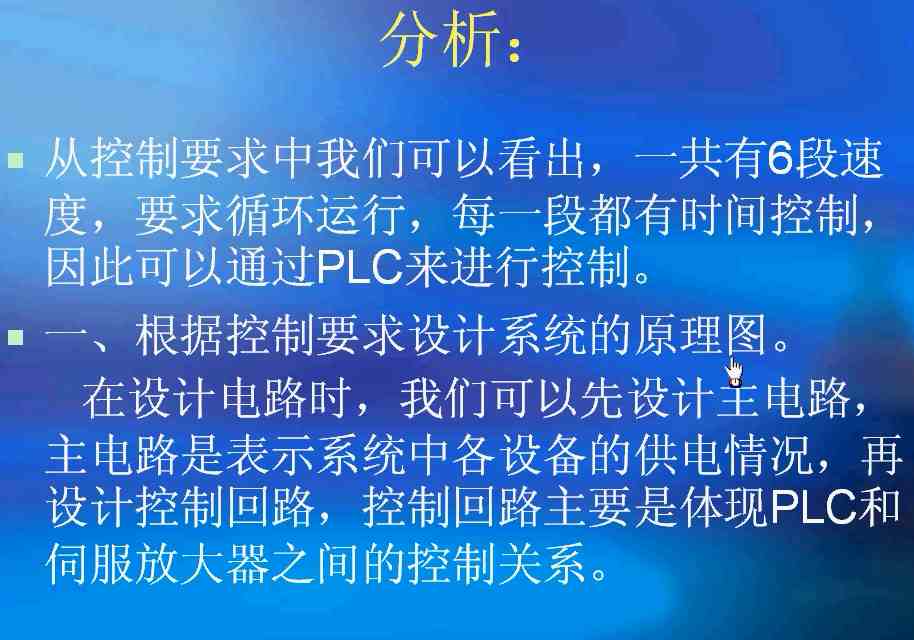 分析：
从控制要求中我们可以看出，一共有6段速
度，要求循环运行，每一段都有时间控制，
因此可以通过PLC来进行控制。
一、根据控制要求设计系统的原理图。
在设计电路时，我们可以先设计主电路，
主电路是表示系统中各设备的供电情况，再
设计控制回路，控制回路主要是体现PLC和
伺服放大器之间的控制关系。